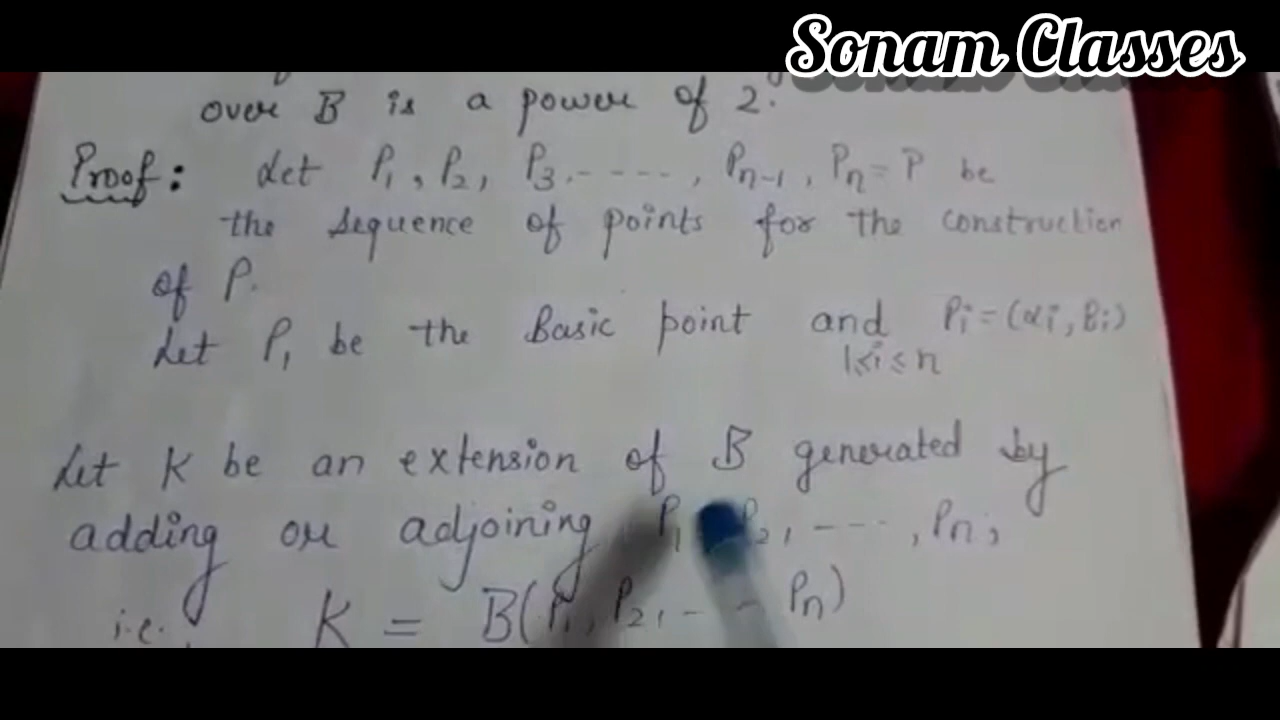 Sonam Classes
over B is a power of 2.
Proof: Let P₁, P₂, P₃ - - - - -, Pn-1, Pn = P be
the sequence of points for the construction
of P.
Let P₁ be the Basic point and Pi = (αi, βi)
1≤i≤n
Let K be an extension of B generated by
adding or adjoining P₁, P₂, - - - -, Pn,
i.e., K = B(P₁, P₂, - - - Pn)